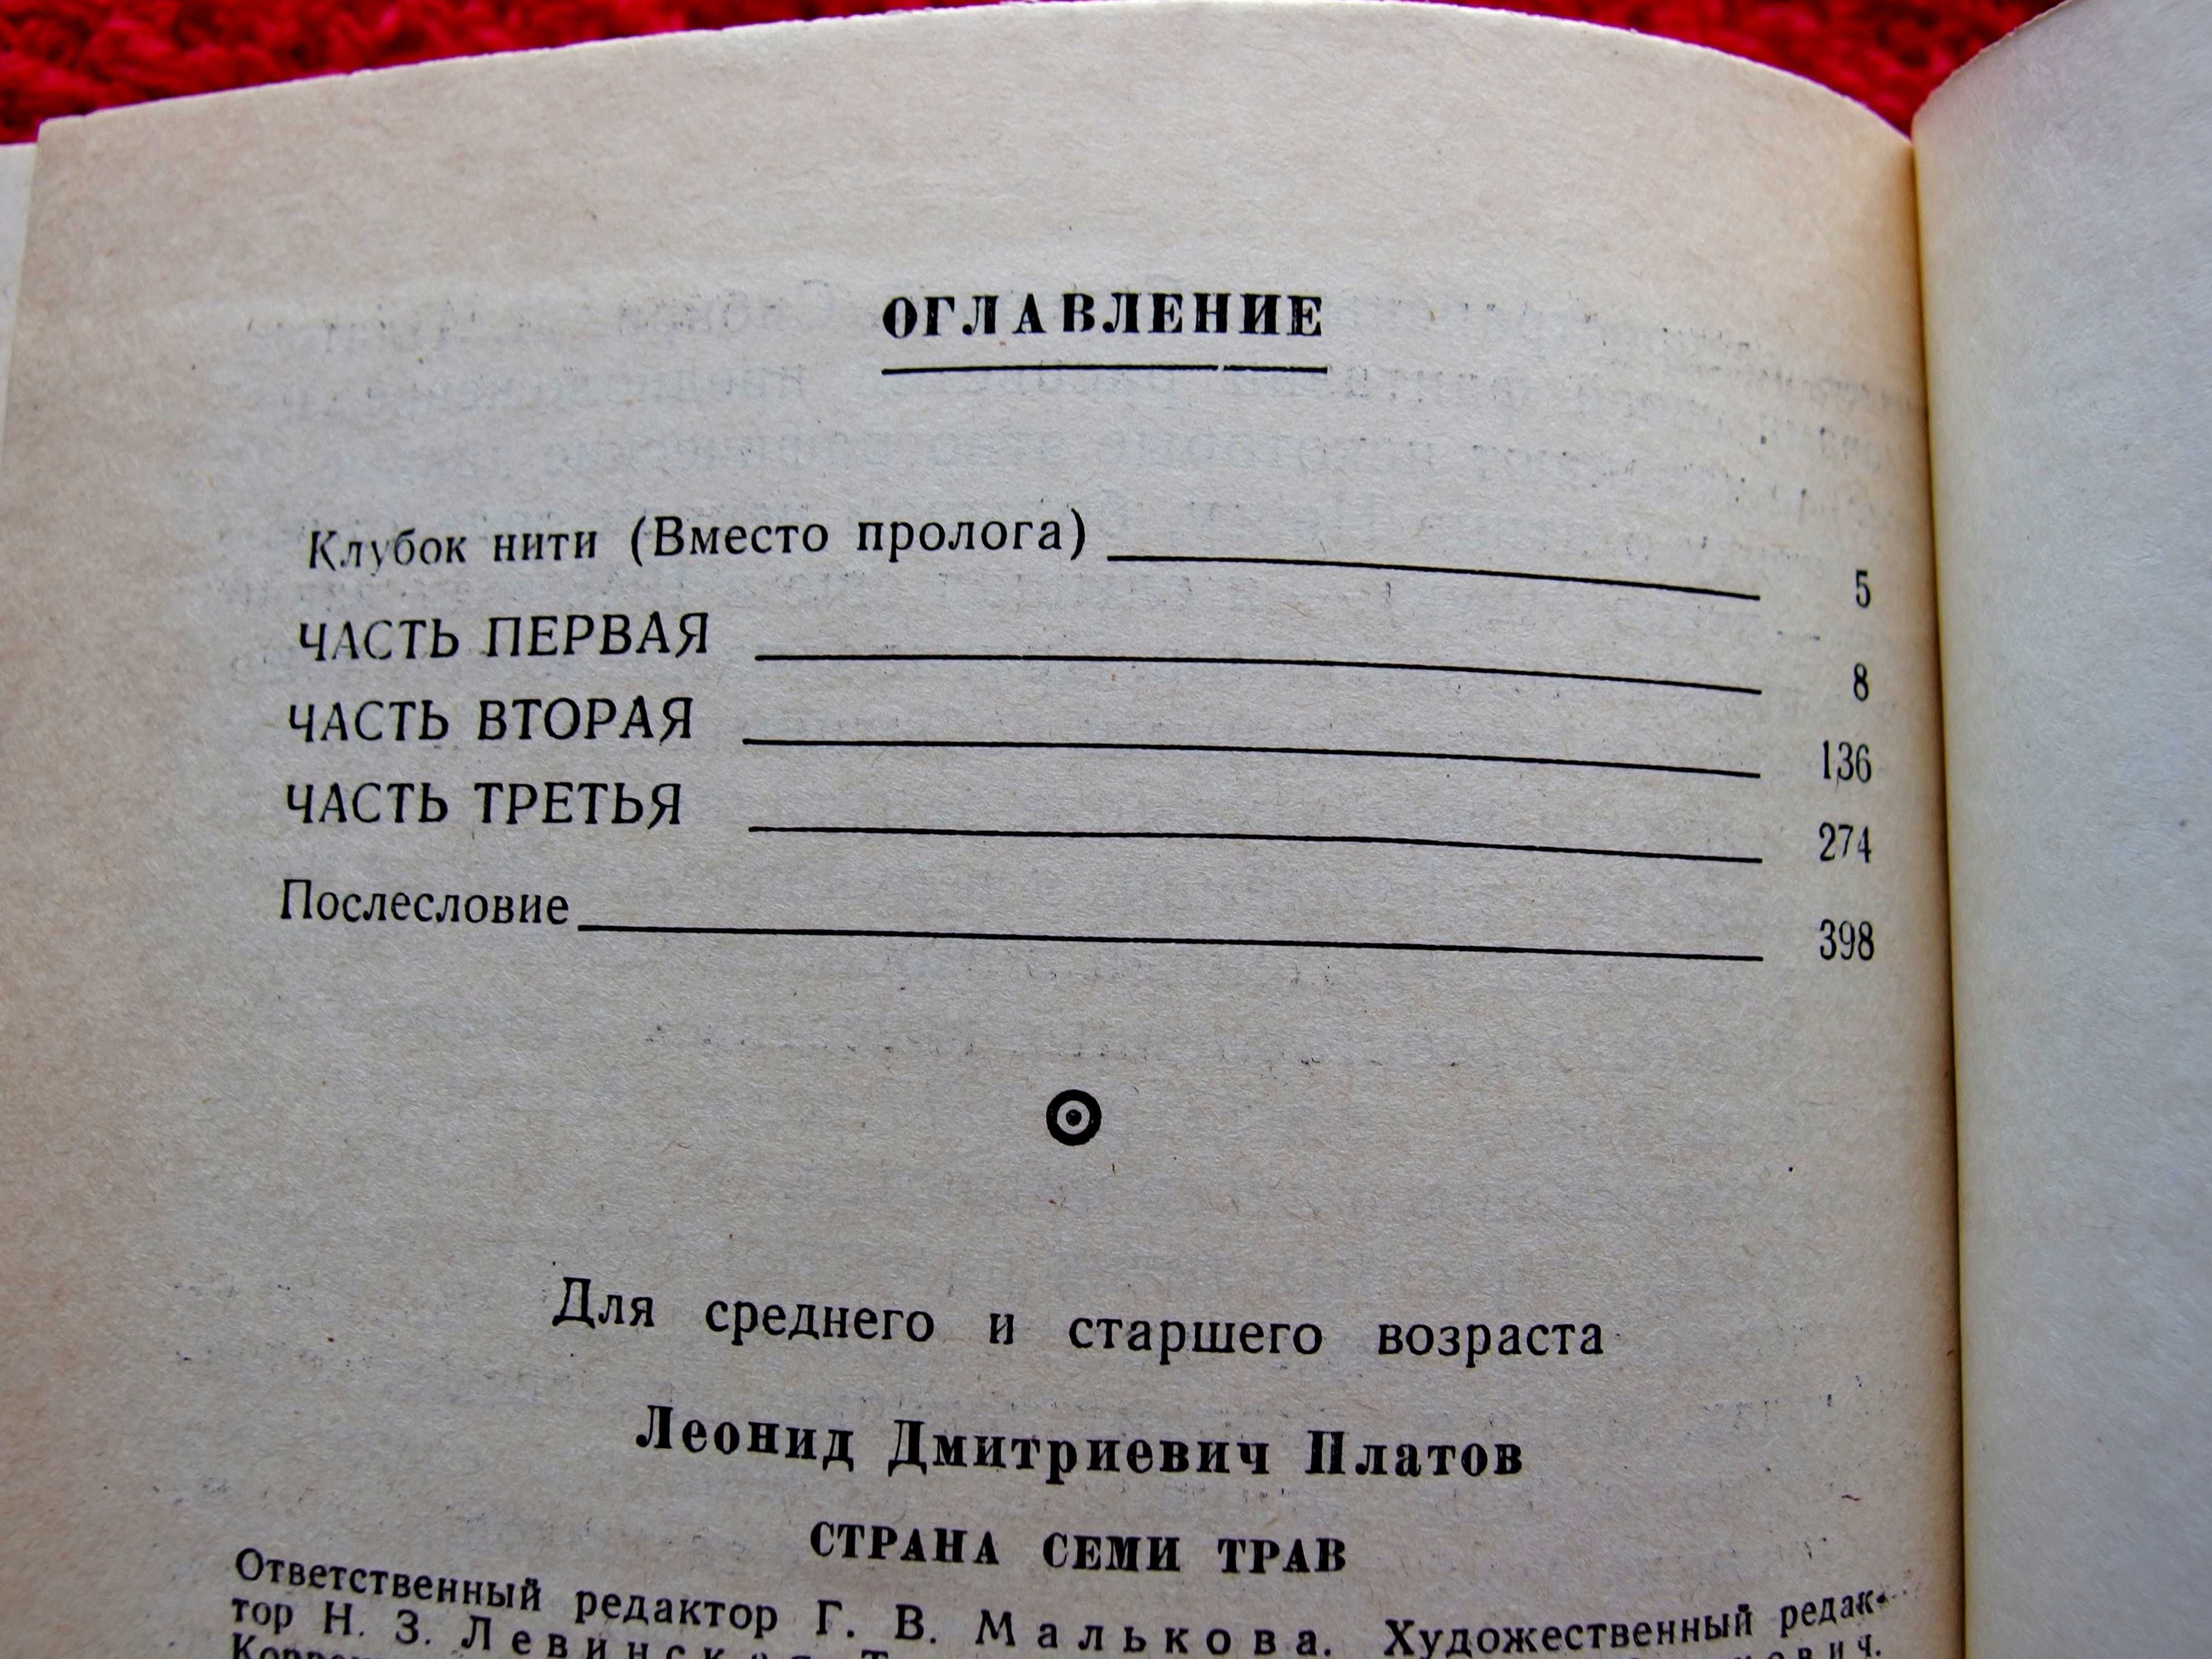 ОГЛАВЛЕНИЕ
Клубок нити (Вместо пролога) 5
ЧАСТЬ ПЕРВАЯ 8
ЧАСТЬ ВТОРАЯ 136
ЧАСТЬ ТРЕТЬЯ 274
Послесловие 398
Для среднего и старшего возраста
Леонид Дмитриевич Платов
СТРАНА СЕМИ ТРАВ
Ответственный редактор Г. В. Малькова. Художественный редак-
тор Н. З. Левинская